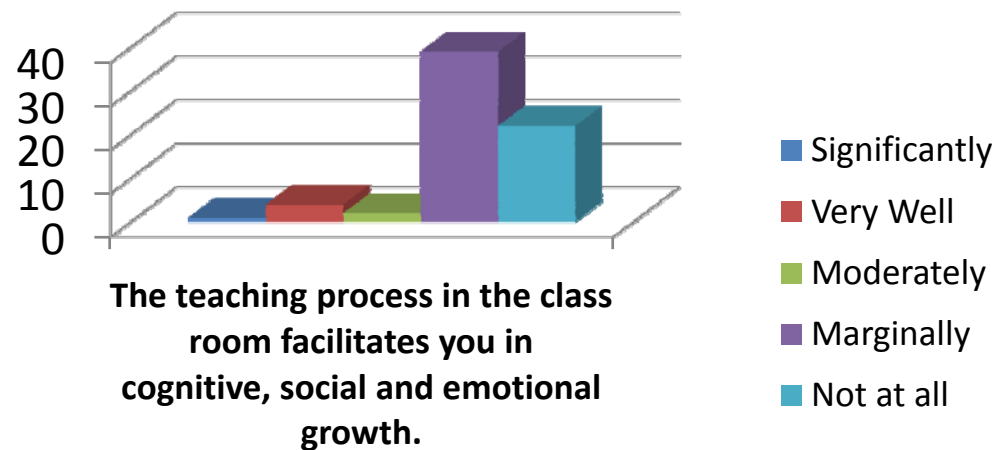 40
30
20
10
0
The teaching process in the class
room facilitates you in
cognitive, social and emotional
growth.
Significantly
Very Well
Moderately
Marginally
Not at all